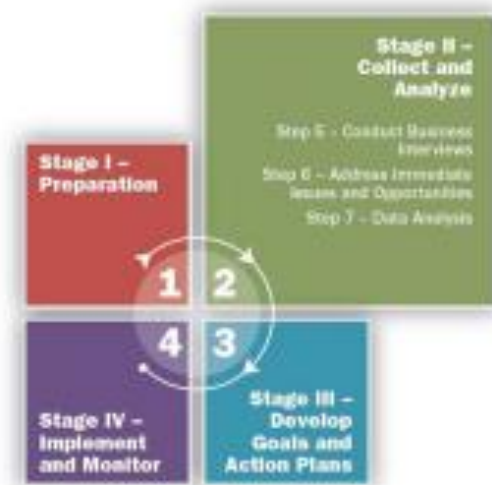 Stage II –
Collect and
Analyze
Step 5 – Conduct Business
Interviews
Step 6 – Address Immediate
Issues and Opportunities
Step 7 – Data Analysis
Stage I –
Preparation
1
2
4
3
Stage IV –
Implement
and Monitor
Stage III –
Develop
Goals and
Action Plans